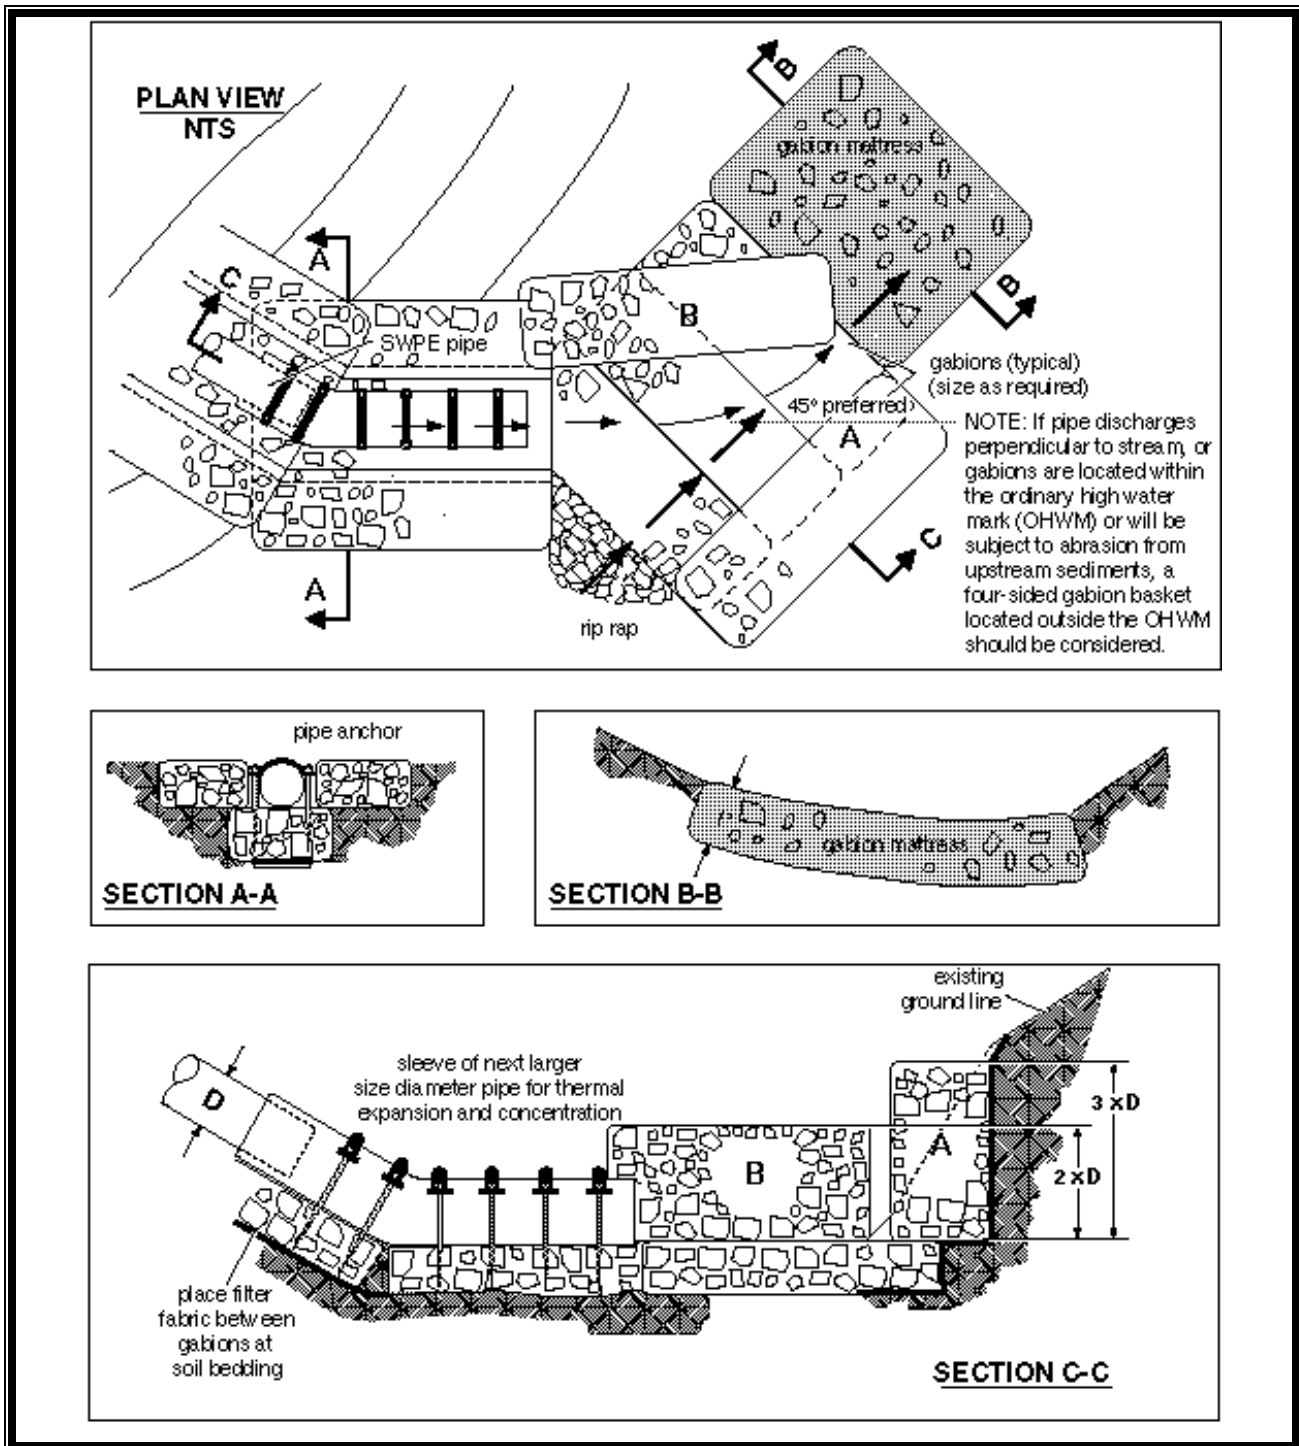 PLAN VIEW
NTS
B
D
gabion mattress
A
C
B
B
SWPE pipe
gabions (typical)
(size as required)
45° preferred
A
NOTE: If pipe discharges
perpendicular to stream, or
gabions are located within
the ordinary high water
mark (OHWM) or will be
subject to abrasion from
upstream sediments, a
four-sided gabion basket
located outside the OHWM
should be considered.
C
A
rip rap
pipe anchor
SECTION A-A
gabion mattress
SECTION B-B
existing
ground line
sleeve of next larger
size diameter pipe for thermal
expansion and concentration
D
3 x D
A
B
2 x D
place filter
fabric between
gabions at
soil bedding
SECTION C-C